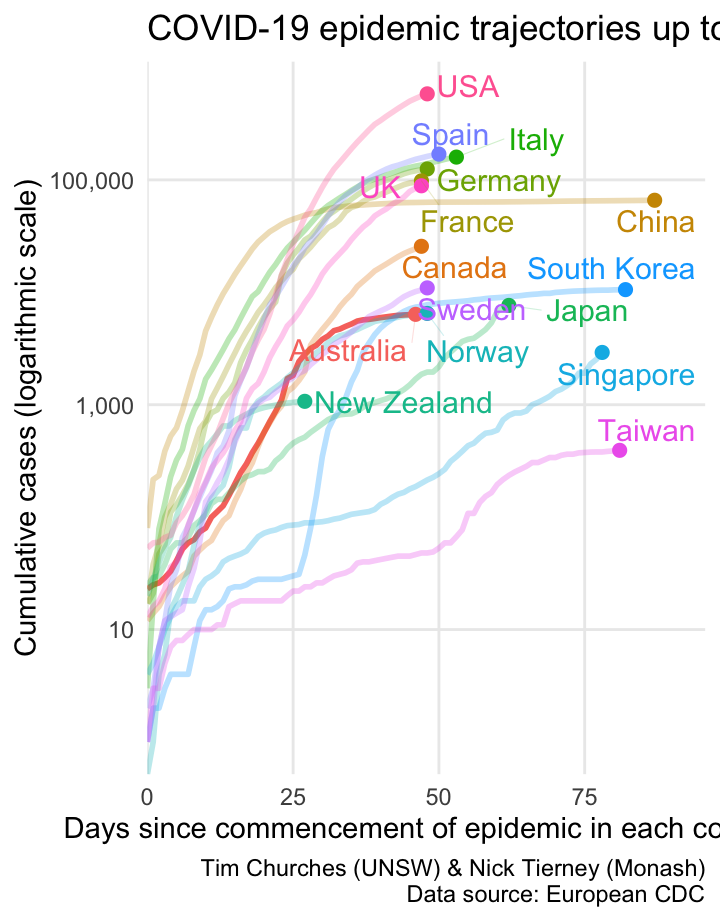 COVID-19 epidemic trajectories up to
USA
Spain
Italy
100,000
UK
Germany
France
China
Canada
South Korea
Sweden
Japan
Australia
Norway
Singapore
1,000
New Zealand
Taiwan
10
Cumulative cases (logarithmic scale)
0 25 50 75
Days since commencement of epidemic in each co
Tim Churches (UNSW) & Nick Tierney (Monash)
Data source: European CDC